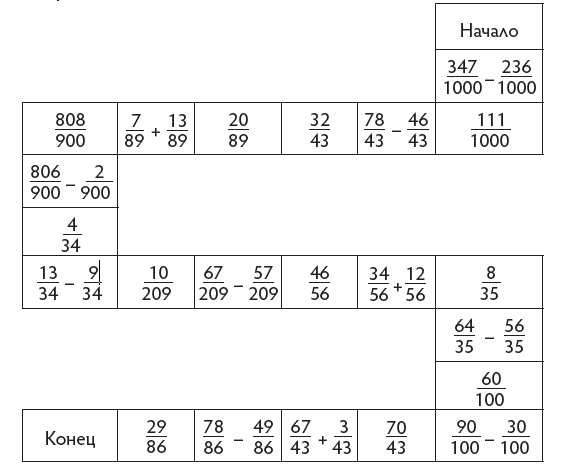 Начало
347/1000 – 236/1000
808/900 7/89 + 13/89 20/89 32/43 78/43 – 46/43 111/1000
806/900 – 2/900
4/34
13/34 – 9/34 10/209 67/209 – 57/209 46/56 34/56 + 12/56 8/35
64/35 – 56/35
60/100
Конец 29/86 78/86 – 49/86 67/43 + 3/43 70/43 90/100 – 30/100